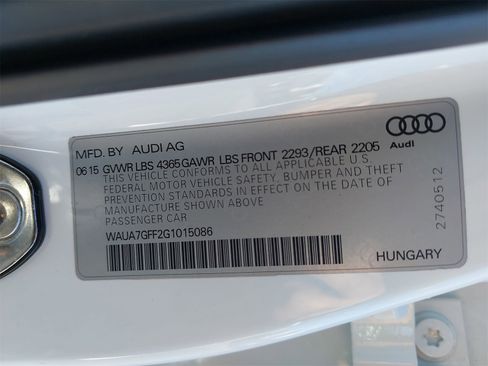 MFD. BY AUDI AG
0615 GVWR LBS 4365 GAWR LBS FRONT 2293/REAR 2205
THIS VEHICLE CONFORMS TO ALL APPLICABLE U.S.
FEDERAL MOTOR VEHICLE SAFETY, BUMPER AND THEFT
PREVENTION STANDARDS IN EFFECT ON THE DATE OF
MANUFACTURE SHOWN ABOVE
PASSENGER CAR
WAUA7GFF2G1015086
HUNGARY
Audi
2740512